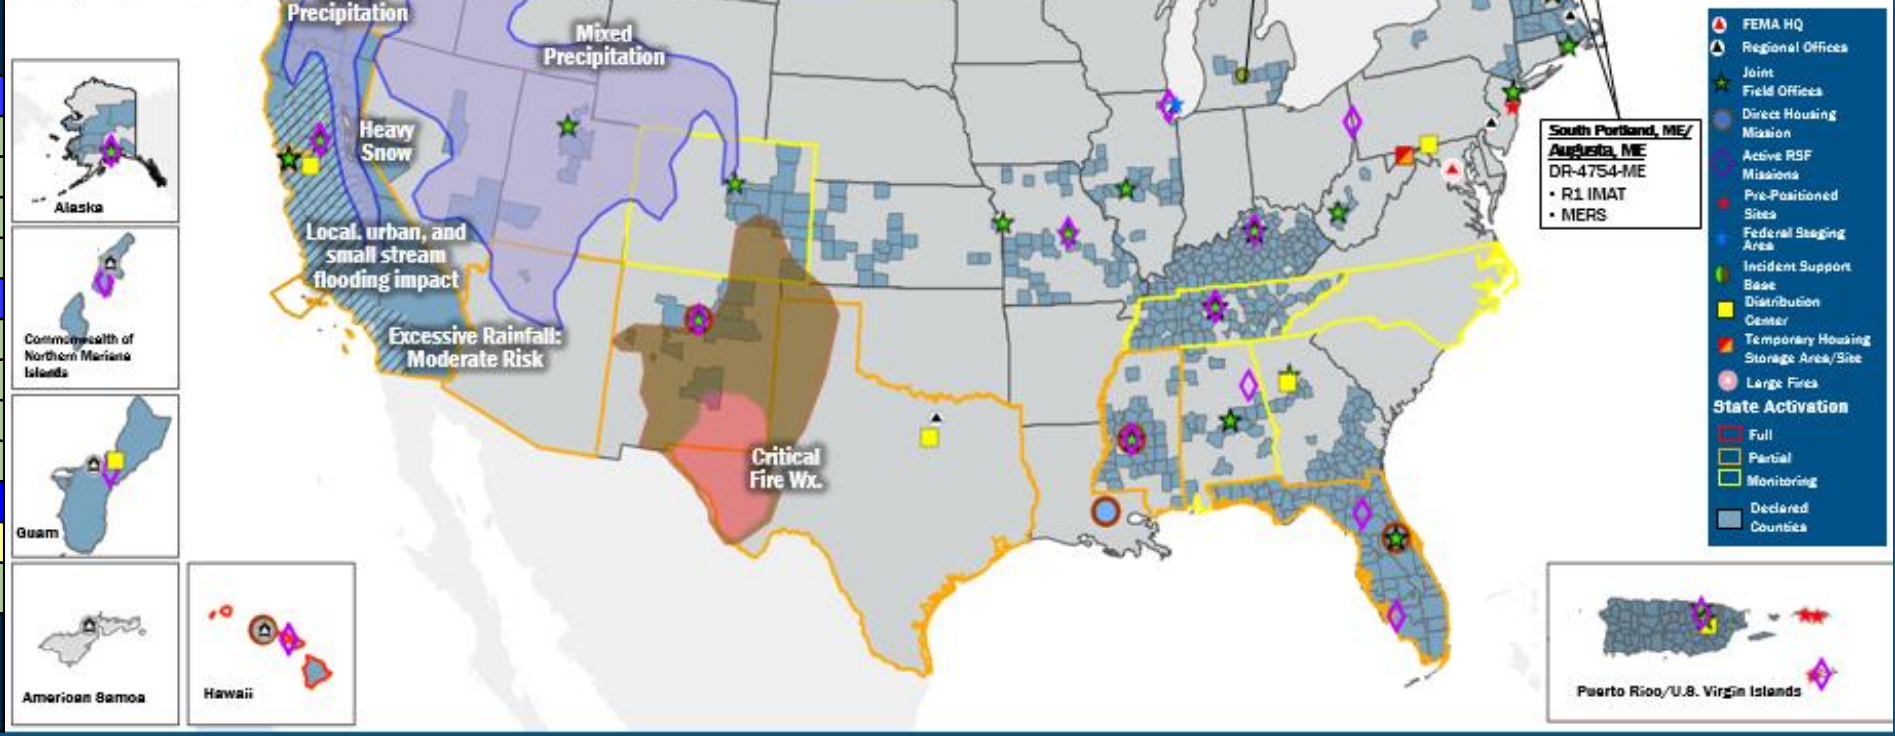 Precipitation
Mixed
Precipitation
Heavy
Snow
Local, urban, and
small stream
flooding impact
Excessive Rainfall:
Moderate Risk
Critical
Fire Wx.
Alaska
Commonwealth of
Northern Mariana
Islands
Guam
American Samoa
Hawaii
South Portland, ME/
Augusta, ME
DR-4754-ME
• R1 IMAT
• MERS
FEMA HQ
Regional Offices
Joint
Field Offices
Direct Housing
Mission
Active RSF
Missions
Pre-Positioned
Sites
Federal Staging
Area
Incident Support
Base
Distribution
Center
Temporary Housing
Storage Area/Site
Large Fires
State Activation
Full
Partial
Monitoring
Declared
Counties
Puerto Rico/U.S. Virgin Islands